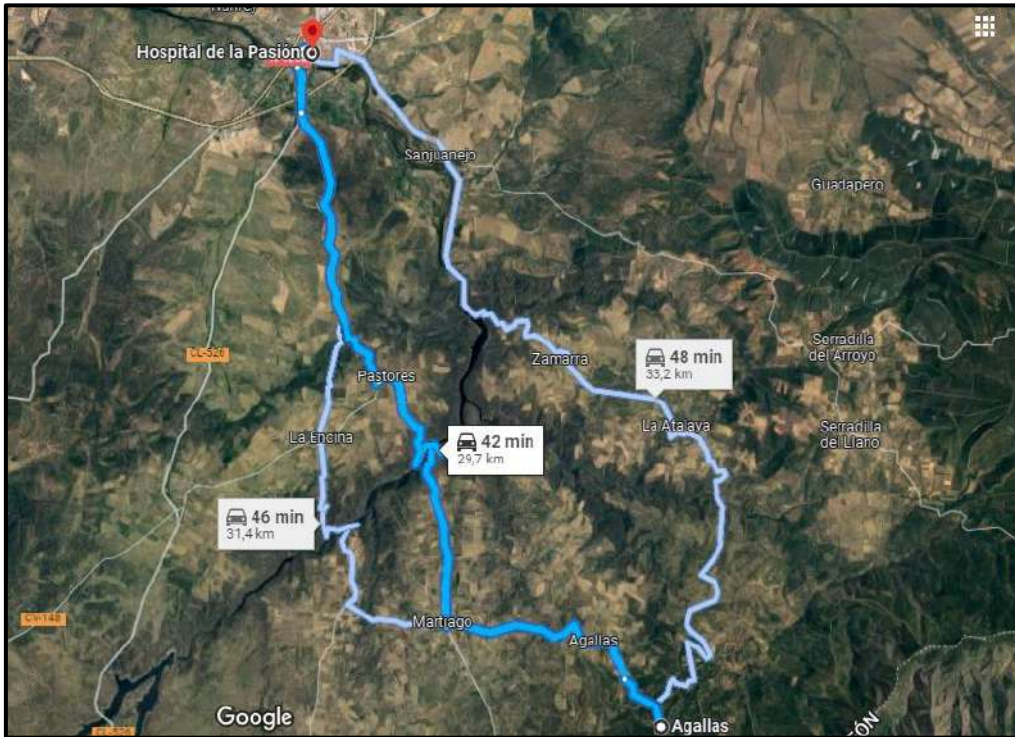 Hospital de la Pasión
Sanjuanejo
Guadapero
CL-526
Pastores
Zamarra
48 min
33,2 km
Serradilla
del Arroyo
La Encina
42 min
29,7 km
La Atalaya
Serradilla
del Llano
46 min
31,4 km
Martiago
Agallas
Google
Agallas